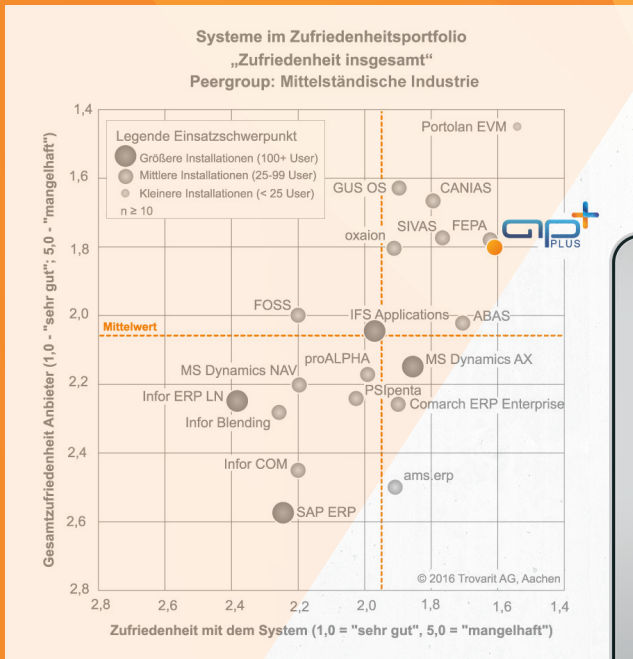 Systeme im Zufriedenheitsportfolio
„Zufriedenheit insgesamt“
Peergroup: Mittelständische Industrie
Gesamtzufriedenheit Anbieter (1,0 - "sehr gut"; 5,0 - "mangelhaft")
1,4
1,6
1,8
2,0
2,2
2,4
2,6
2,8
Legende Einsatzschwerpunkt
Größere Installationen (100+ User)
Mittlere Installationen (25-99 User)
Kleinere Installationen (< 25 User)
n ≥ 10
Portolan EVM
GUS OS
CANIAS
SIVAS
FEPA
ap+
PLUS
oxaion
FOSS
IFS Applications
ABAS
Mittelwert
proALPHA
MS Dynamics AX
MS Dynamics NAV
PSIpenta
Infor ERP LN
Comarch ERP Enterprise
Infor Blending
Infor COM
ams.erp
SAP ERP
© 2016 Trovarit AG, Aachen
2,8
2,6
2,4
2,2
2,0
1,8
1,6
1,4
Zufriedenheit mit dem System (1,0 = "sehr gut", 5,0 = "mangelhaft")